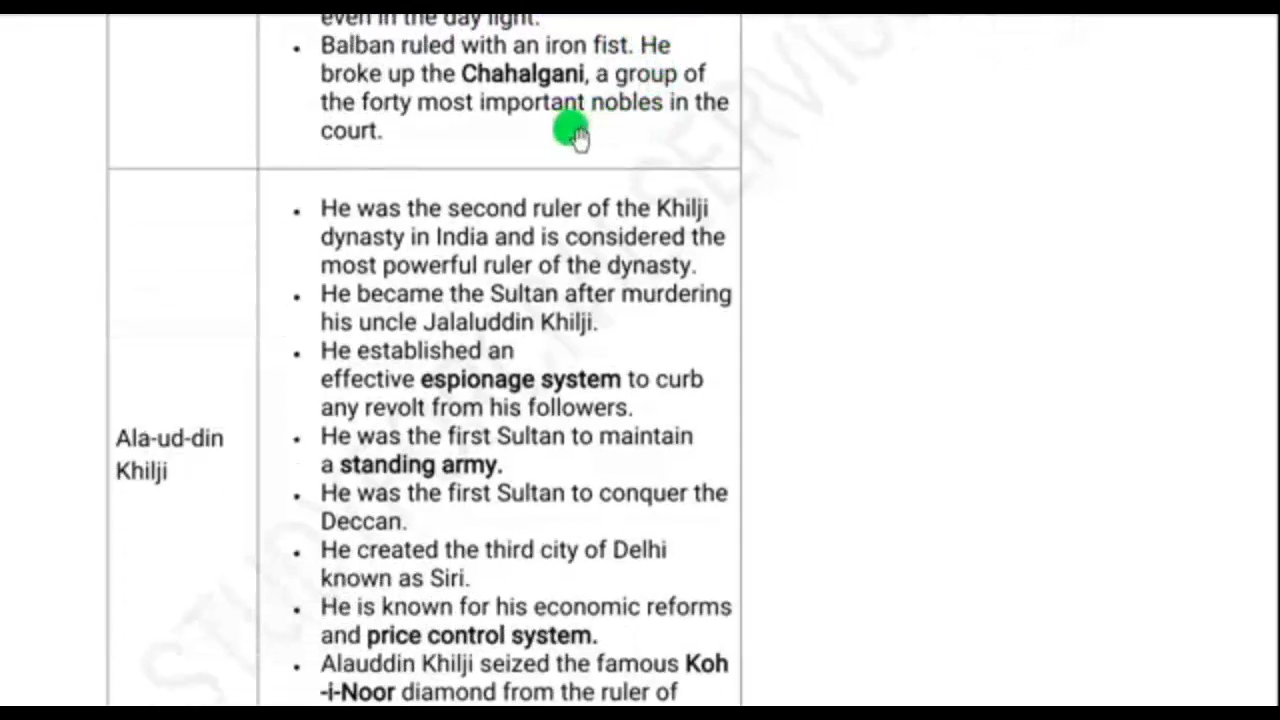 even in the day light.
• Balban ruled with an iron fist. He
broke up the Chahalgani, a group of
the forty most important nobles in the
court.
• He was the second ruler of the Khilji
dynasty in India and is considered the
most powerful ruler of the dynasty.
• He became the Sultan after murdering
his uncle Jalaluddin Khilji.
• He established an
effective espionage system to curb
any revolt from his followers.
Ala-ud-din
Khilji
• He was the first Sultan to maintain
a standing army.
• He was the first Sultan to conquer the
Deccan.
• He created the third city of Delhi
known as Siri.
• He is known for his economic reforms
and price control system.
• Alauddin Khilji seized the famous Koh
-i-Noor diamond from the ruler of